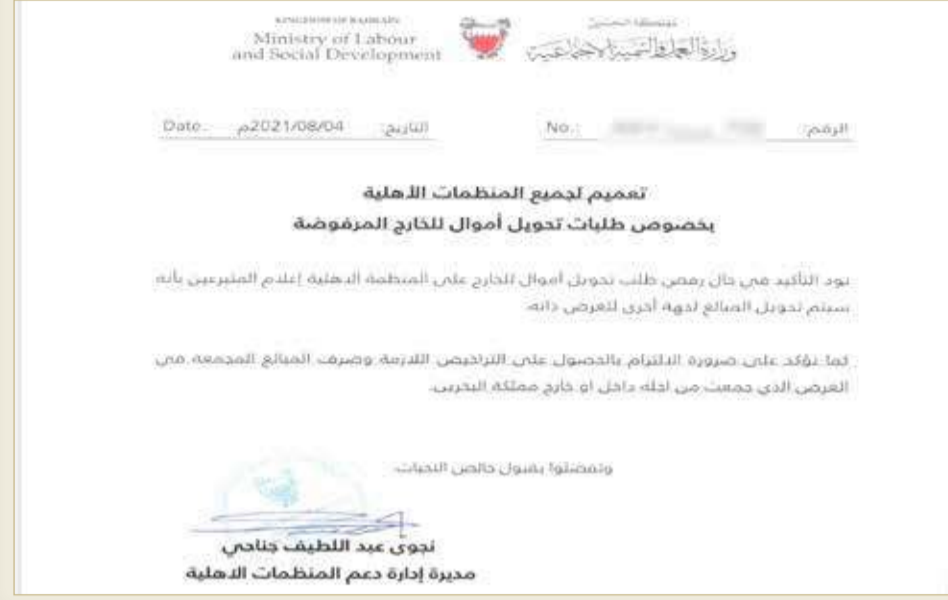 KINGDOM OF BAHRAIN
Ministry of Labour
and Social Development
مملكة البحرين
وزارة العمل والتنمية الاجتماعية
الرقم: No.:
التاريخ: 2021/08/04م Date:
تعميم لجميع المنظمات الأهلية
بخصوص طلبات تحويل أموال للخارج المرفوضة
نود التأكيد في حال رفض طلب تحويل أموال للخارج على المنظمة الاهلية إعلام المتبرعين بأنه
سيتم تحويل المبالغ لجهة أخرى للغرض ذاته.
كما نؤكد على ضرورة الالتزام بالحصول على التراخيص اللازمة وصرف المبالغ المجمعة في
الغرض الذي جمعت من اجله داخل او خارج مملكة البحرين.
وتفضلوا بقبول خالص التحيات،
نجوى عبد اللطيف جناحي
مديرة إدارة دعم المنظمات الاهلية